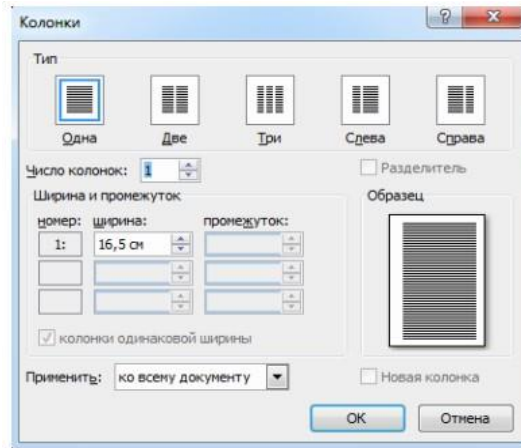 Колонки
Тип
Одна Две Три Слева Справа
Число колонок: 1 Разделитель
Ширина и промежуток Образец
номер: ширина: промежуток:
1: 16,5 см
колонки одинаковой ширины
Применить: ко всему документу Новая колонка
ОК Отмена